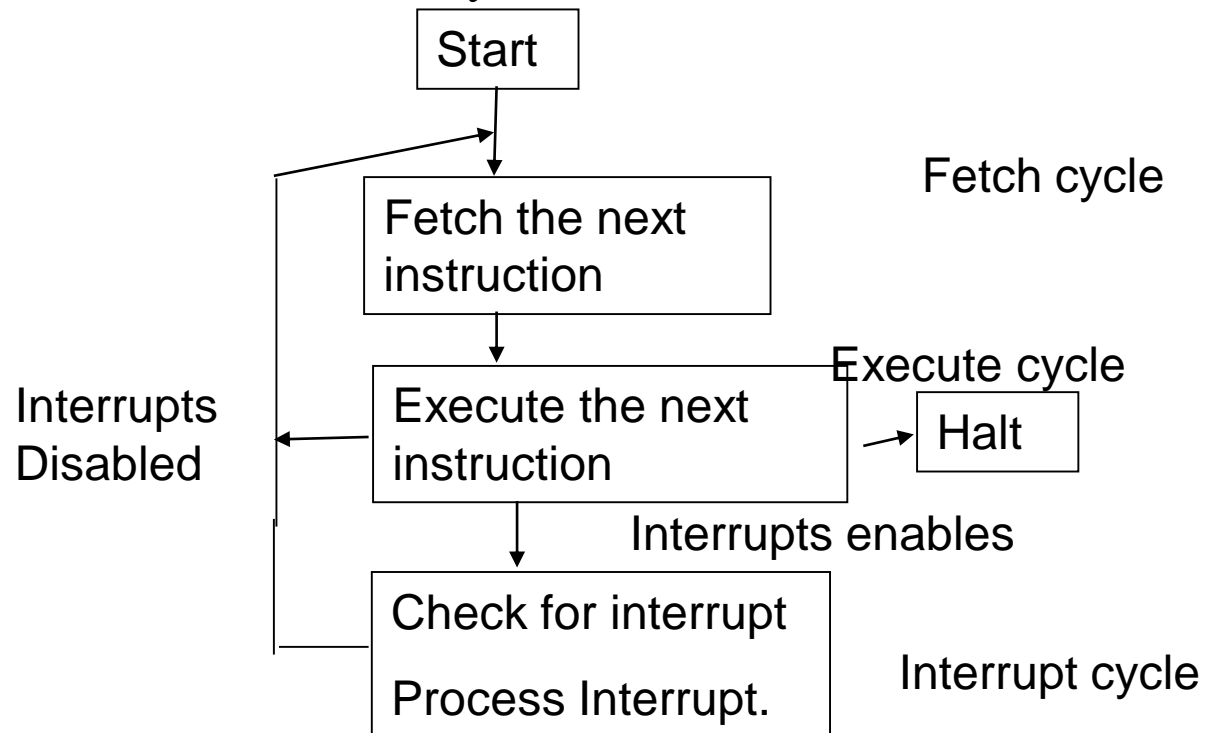 Start
Fetch cycle
Fetch the next
instruction
Execute cycle
Interrupts
Disabled
Execute the next
instruction
Halt
Interrupts enables
Check for interrupt
Process Interrupt.
Interrupt cycle